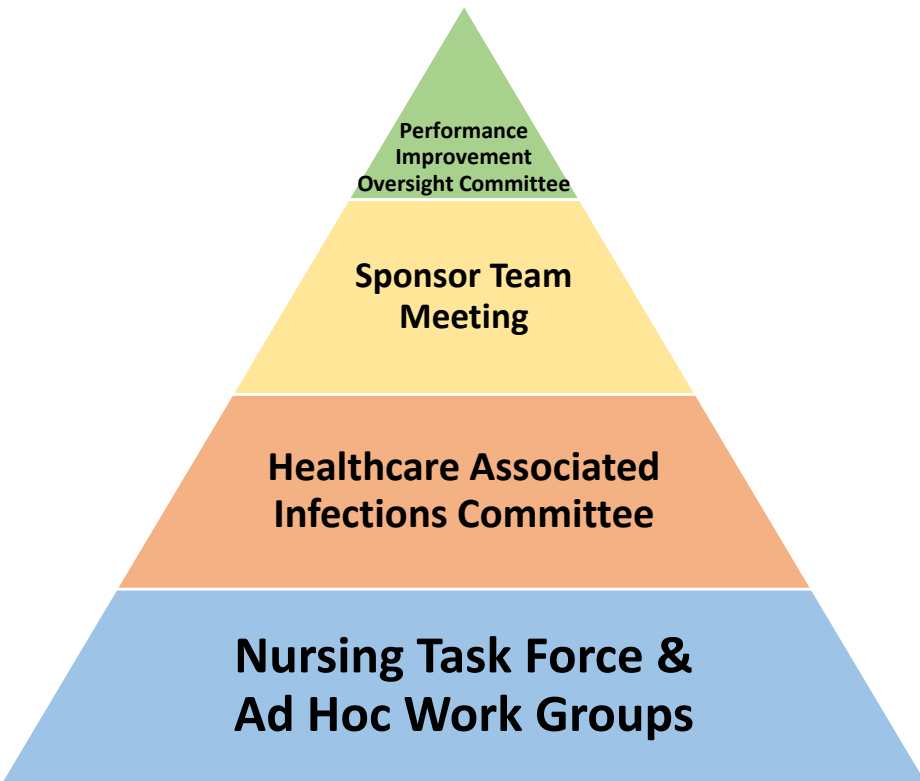 Performance
Improvement
Oversight Committee
Sponsor Team
Meeting
Healthcare Associated
Infections Committee
Nursing Task Force &
Ad Hoc Work Groups